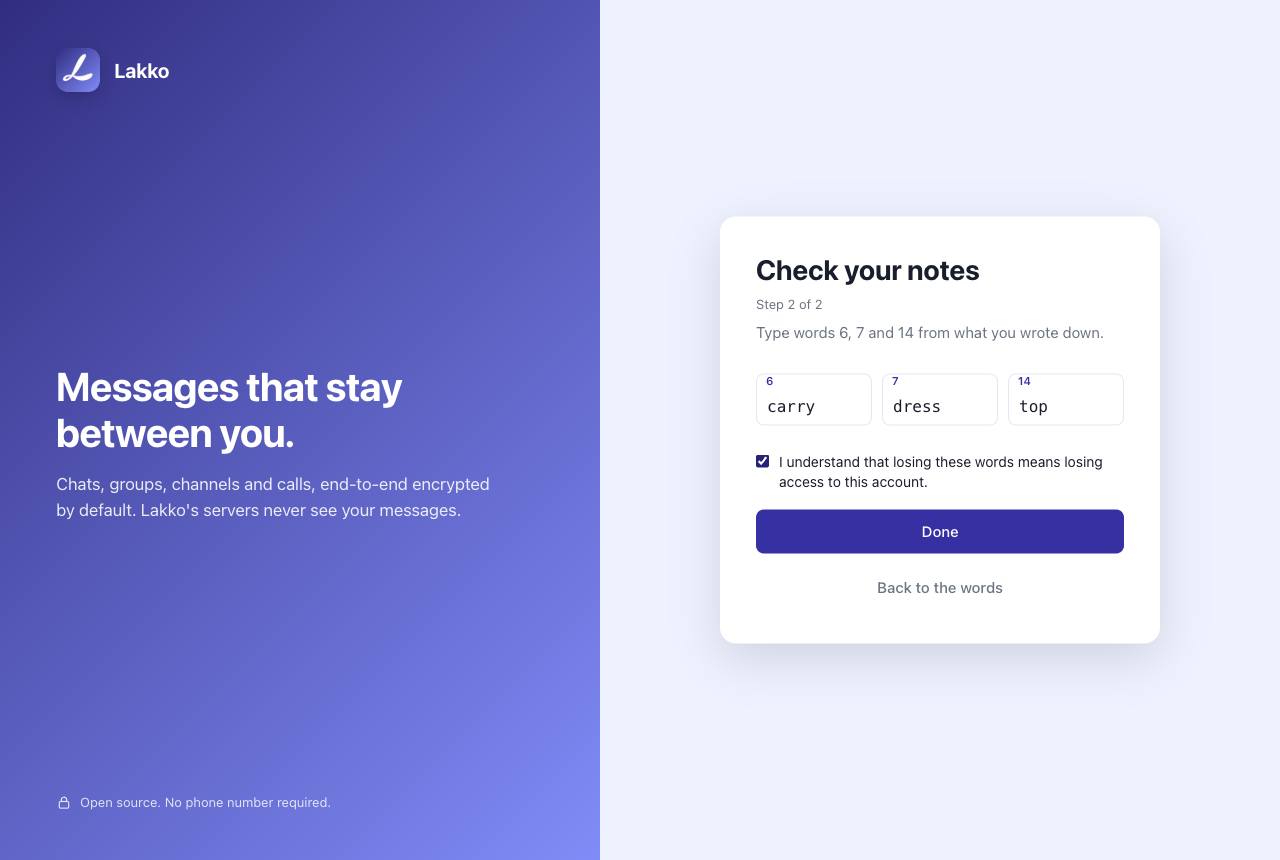 Lakko
Messages that stay
between you.
Chats, groups, channels and calls, end-to-end encrypted
by default. Lakko's servers never see your messages.
Open source. No phone number required.
Check your notes
Step 2 of 2
Type words 6, 7 and 14 from what you wrote down.
6 7 14
carry dress top
I understand that losing these words means losing
access to this account.
Done
Back to the words